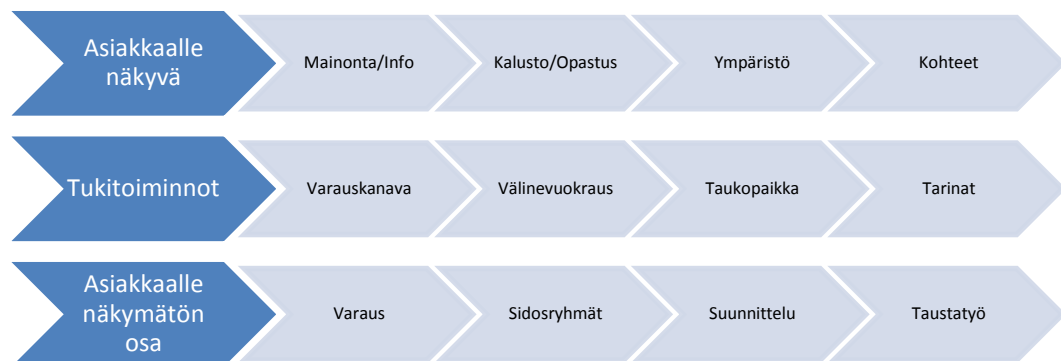 Asiakkaalle
näkyvä
Mainonta/Info
Kalusto/Opastus
Ympäristö
Kohteet
Tukitoiminnot
Varauskanava
Välinevuokraus
Taukopaikka
Tarinat
Asiakkaalle
näkymätön
osa
Varaus
Sidosryhmät
Suunnittelu
Taustatyö